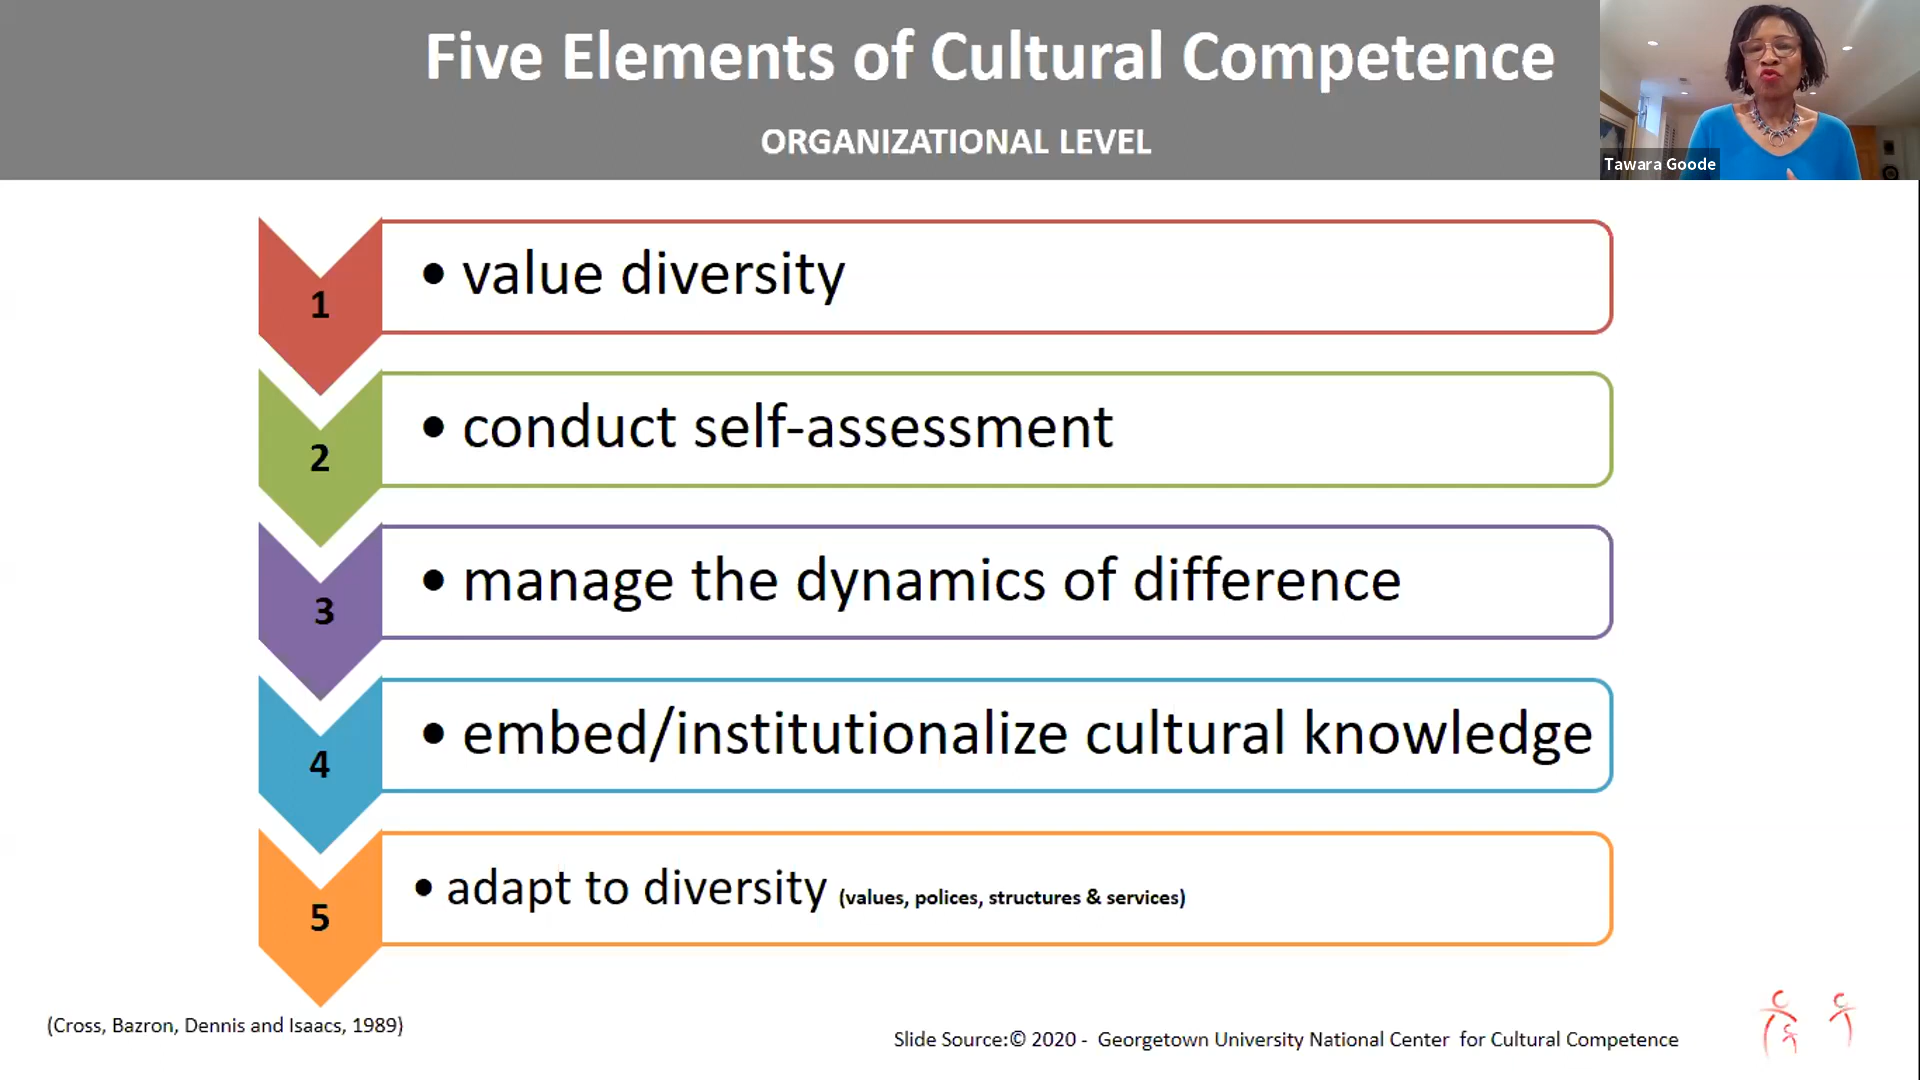 Five Elements of Cultural Competence
ORGANIZATIONAL LEVEL
Tawara Goode
1
• value diversity
2
• conduct self-assessment
3
• manage the dynamics of difference
4
• embed/institutionalize cultural knowledge
5
• adapt to diversity (values, polices, structures & services)
(Cross, Bazron, Dennis and Isaacs, 1989)
Slide Source:© 2020 - Georgetown University National Center for Cultural Competence